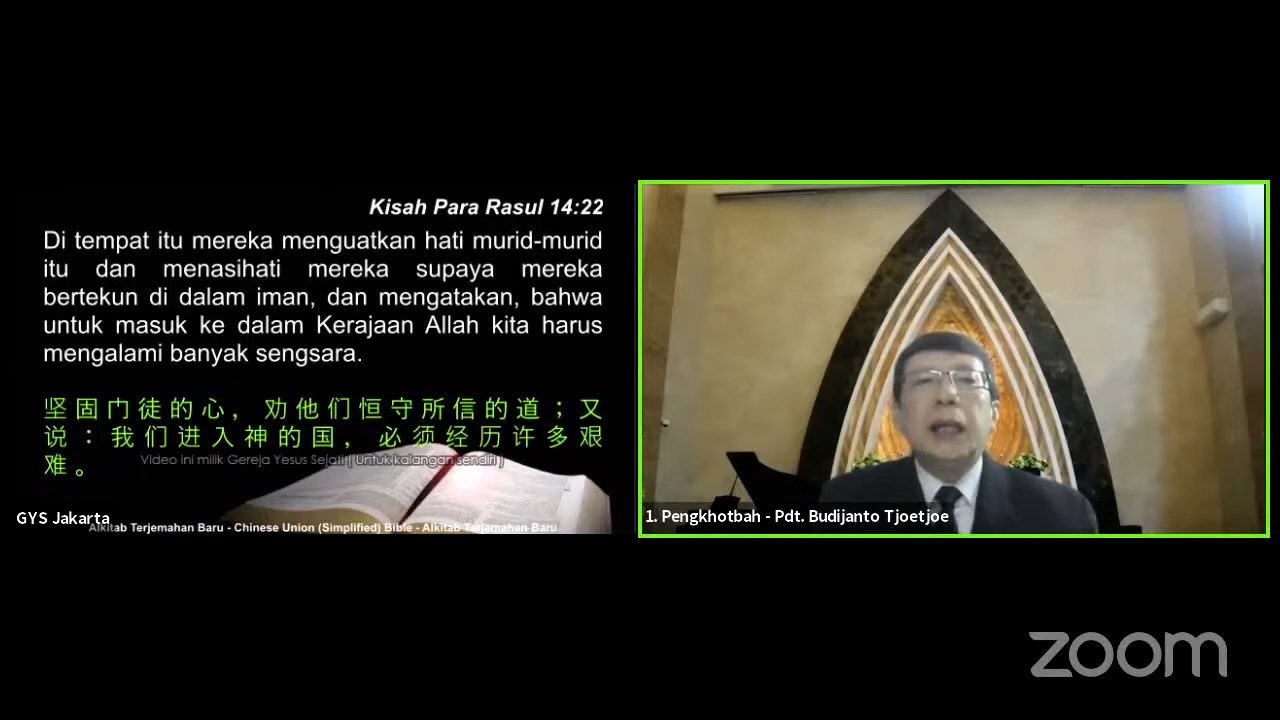 Kisah Para Rasul 14:22
Di tempat itu mereka menguatkan hati murid-murid
itu dan menasihati mereka supaya mereka
bertekun di dalam iman, dan mengatakan, bahwa
untuk masuk ke dalam Kerajaan Allah kita harus
mengalami banyak sengsara.
坚固门徒的心，劝他们恒守所信的道；又
说：我们进入神的国，必须经历许多艰
难。
Video ini milik Gereja Yesus Sejati ( Untuk kalangan sendiri )
GYS Jakarta
Alkitab Terjemahan Baru - Chinese Union (Simplified) Bible - Alkitab Terjamahan Baru
1. Pengkhotbah - Pdt. Budijanto Tjoetjoe
zoom